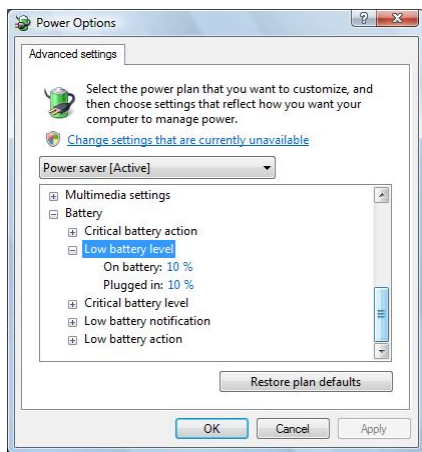 Power Options
Advanced settings
Select the power plan that you want to customize, and
then choose settings that reflect how you want your
computer to manage power.
Change settings that are currently unavailable
Power saver [Active]
Multimedia settings
Battery
Critical battery action
Low battery level
On battery: 10 %
Plugged in: 10 %
Critical battery level
Low battery notification
Low battery action
Restore plan defaults
OK Cancel Apply